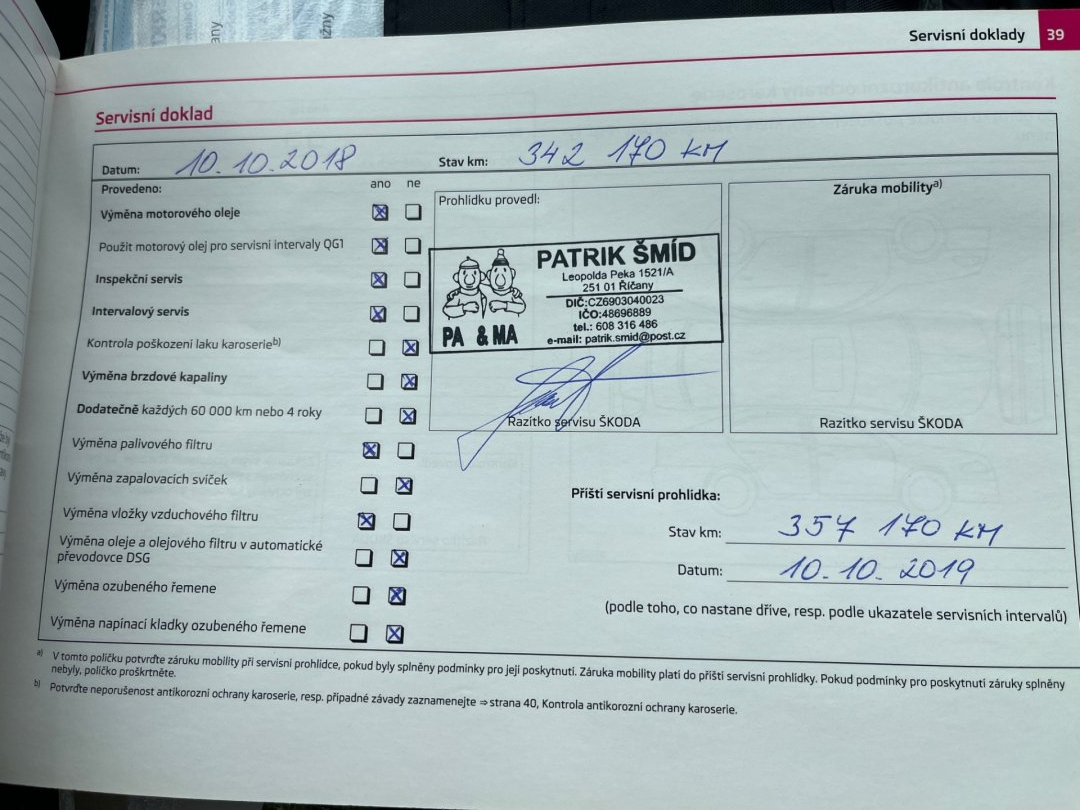 Servisní doklady 39
Servisní doklad
Datum: 10.10.2018
Stav km: 342 170 KM
Provedeno:
ano ne
Výměna motorového oleje
Použit motorový olej pro servisní intervaly QG1
Inspekční servis
Intervalový servis
Kontrola poškození laku karoserieb)
Výměna brzdové kapaliny
Dodatečně každých 60 000 km nebo 4 roky
Výměna palivového filtru
Výměna zapalovacích svíček
Výměna vložky vzduchového filtru
Výměna oleje a olejového filtru v automatické
převodovce DSG
Výměna ozubeného řemene
Výměna napínací kladky ozubeného řemene
Prohlídku provedl:
PATRIK ŠMÍD
Leopolda Peka 1521/A
251 01 Říčany
DIČ:CZ6903040023
IČO:48696889
tel.: 608 316 486
e-mail: patrik.smid@post.cz
PA & MA
Razítko servisu ŠKODA
Záruka mobilitya)
Razítko servisu ŠKODA
Příští servisní prohlídka:
Stav km: 357 170 KM
Datum: 10.10. 2019
(podle toho, co nastane dříve, resp. podle ukazatele servisních intervalů)
a) V tomto políčku potvrďte záruku mobility při servisní prohlídce, pokud byly splněny podmínky pro její poskytnutí. Záruka mobility platí do příští servisní prohlídky. Pokud podmínky pro poskytnutí záruky splněny
nebyly, políčko proškrtněte.
b) Potvrďte neporušenost antikorozní ochrany karoserie, resp. případné závady zaznamenejte ⇒ strana 40, Kontrola antikorozní ochrany karoserie.